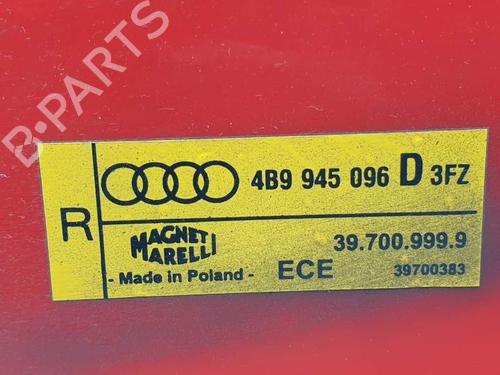 B-PARTS
R
4B9 945 096 D 3FZ
MAGNETI
MARELLI
39.700.999.9
- Made in Poland -
ECE
39700383